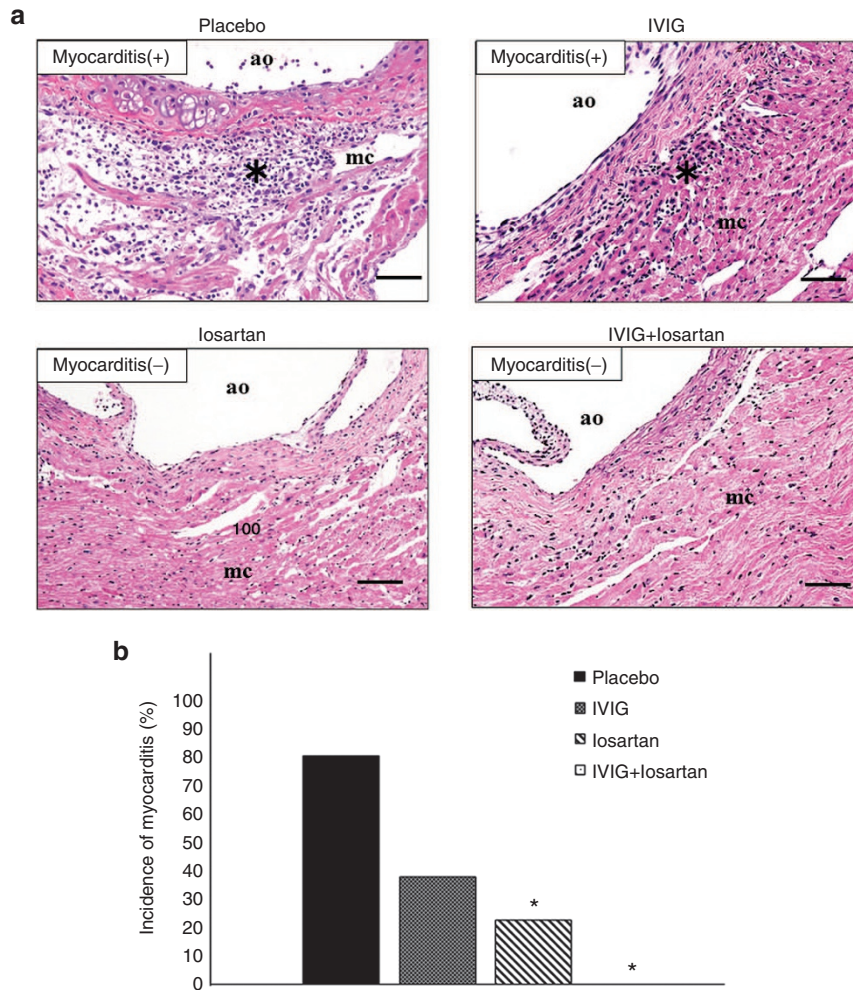 a
Placebo
Myocarditis(+)
ao
*
mc
IVIG
Myocarditis(+)
ao
*
mc
losartan
Myocarditis(−)
ao
100
mc
IVIG+losartan
Myocarditis(−)
ao
mc
b
Incidence of myocarditis (%)
100
90
80
70
60
50
40
30
20
10
0
*
*
Placebo
IVIG
losartan
IVIG+losartan